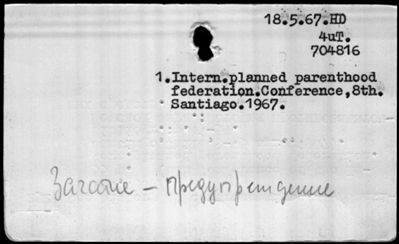 18.5.67.HD
4uT.
704816
1.Intern.planned parenthood
federation.Conference,8th.
Santiago.1967.
Зачатие – предупреждение